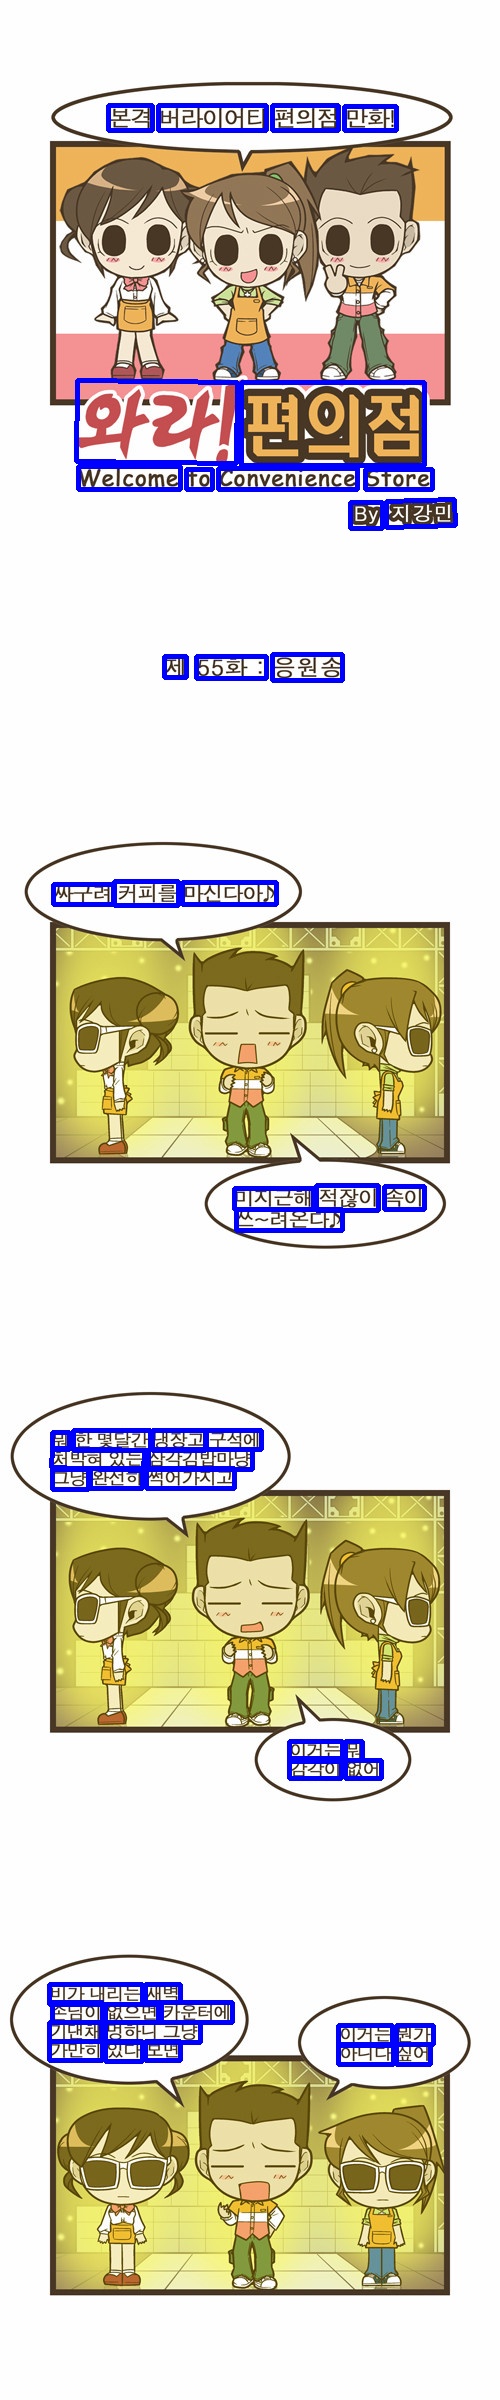 본격 버라이어티 편의점 만화!
와라! 편의점
Welcome to Convenience Store
By 지강민
제 55화 : 응원송
싸구려 커피를 마신다아♪
미지근해 적잖이 속이
쓰~려온다♪
뭐 한 몇달간 냉장고 구석에
처박혀 있는 삼각김밥마냥
그냥 완전히 썩어가지고
이거는 뭐
감각이 없어
비가 내리는 새벽
손님이 없으면 카운터에
기댄채 멍하니 그냥
가만히 있다 보면
이거는 뭔가
아니다 싶어